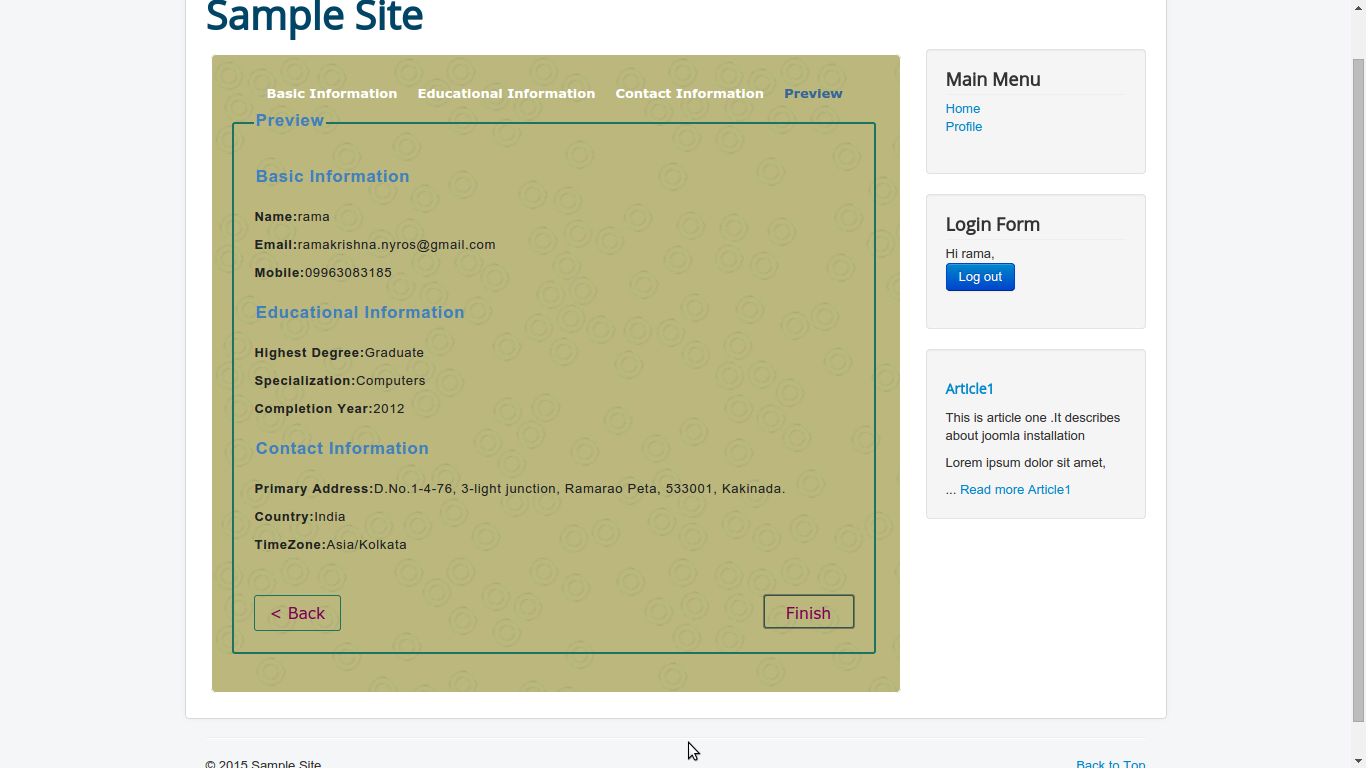 Sample Site
Basic Information Educational Information Contact Information Preview
Preview
Basic Information
Name:rama
Email:ramakrishna.nyros@gmail.com
Mobile:09963083185
Educational Information
Highest Degree:Graduate
Specialization:Computers
Completion Year:2012
Contact Information
Primary Address:D.No.1-4-76, 3-light junction, Ramarao Peta, 533001, Kakinada.
Country:India
TimeZone:Asia/Kolkata
< Back
Finish
Main Menu
Home
Profile
Login Form
Hi rama,
Log out
Article1
This is article one .It describes
about joomla installation
Lorem ipsum dolor sit amet,
... Read more Article1
© 2015 Sample Site
Back to Top